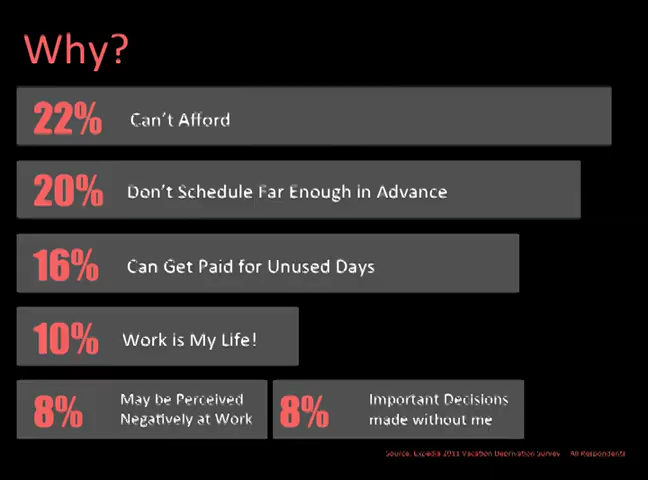 Why?
22% Can't Afford
20% Don't Schedule Far Enough in Advance
16% Can Get Paid for Unused Days
10% Work is My Life!
8% May be Perceived
Negatively at Work
8% Important Decisions
made without me
Source: Expedia 2011 Vacation Deprivation Survey All Respondents